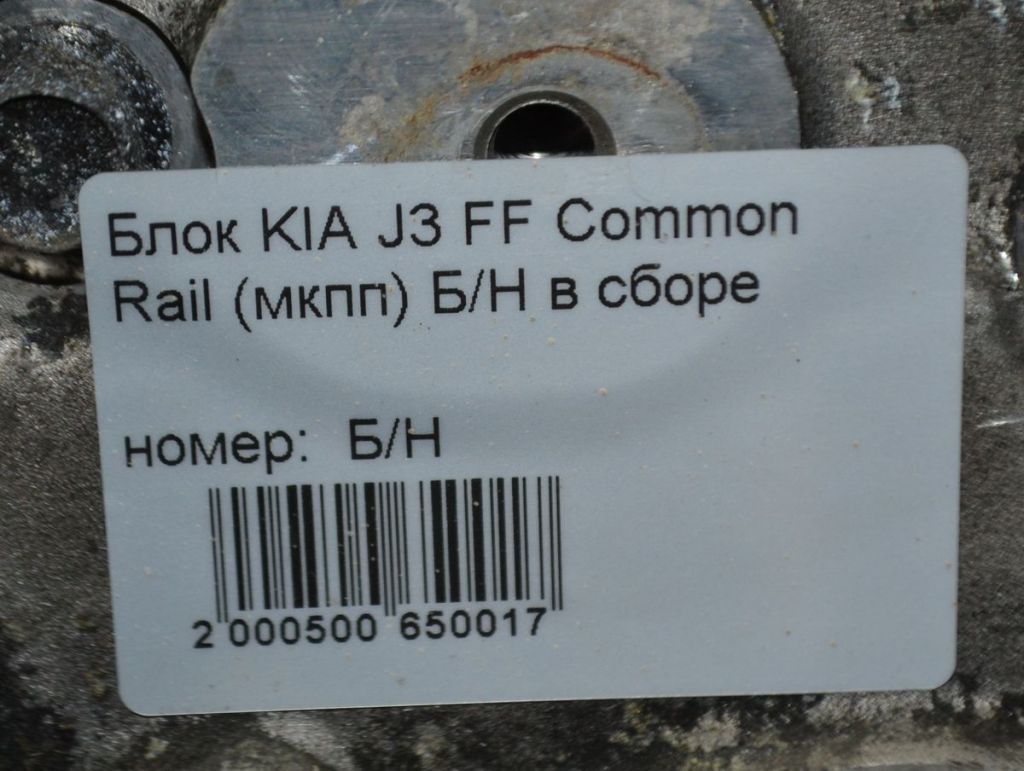 Блок KIA J3 FF Common
Rail (мкпп) Б/Н в сборе
номер: Б/Н
2 000500 650017